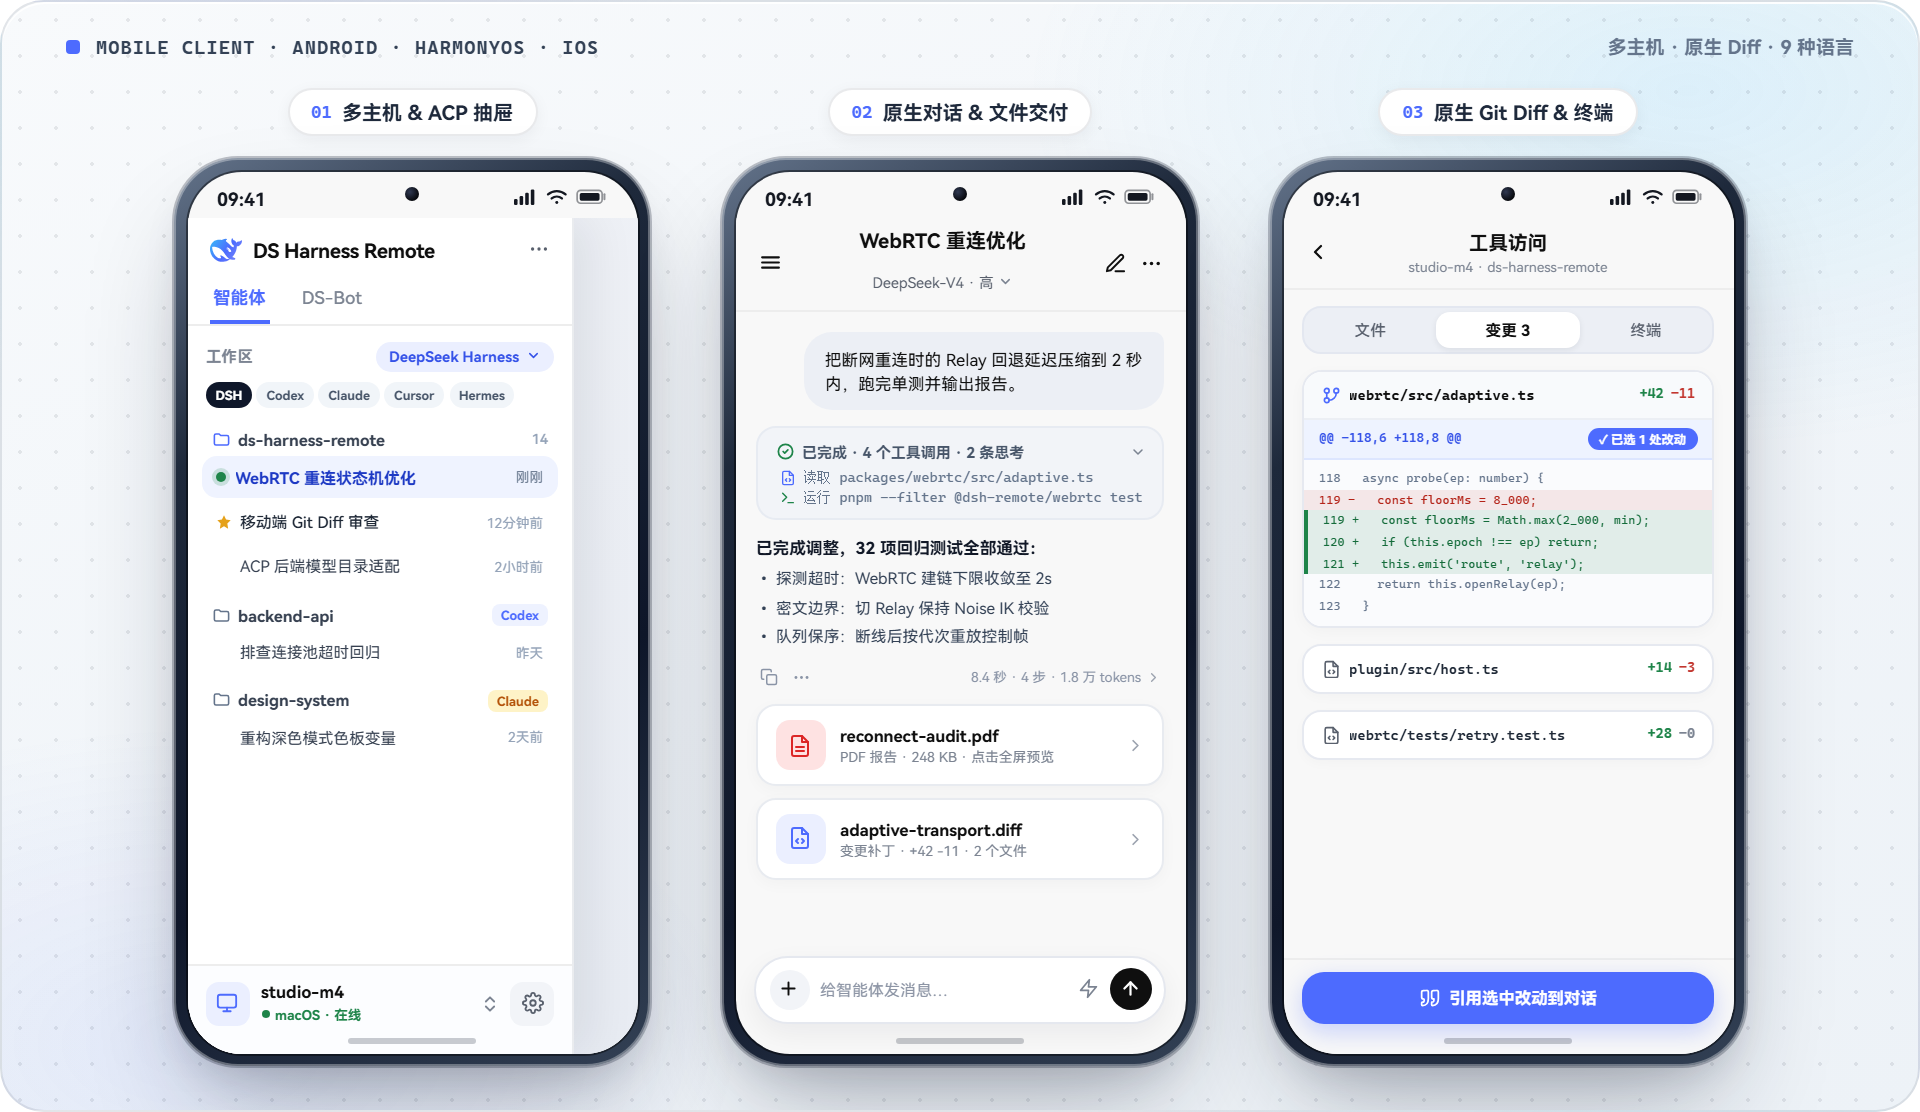 MOBILE CLIENT · ANDROID · HARMONYOS · IOS
多主机 · 原生 Diff · 9 种语言
01 多主机 & ACP 抽屉
09:41
DS Harness Remote
智能体 DS-Bot
工作区 DeepSeek Harness
DSH Codex Claude Cursor Hermes
ds-harness-remote 14
WebRTC 重连状态机优化 刚刚
移动端 Git Diff 审查 12分钟前
ACP 后端模型目录适配 2小时前
backend-api Codex
排查连接池超时回归 昨天
design-system Claude
重构深色模式色板变量 2天前
studio-m4
macOS · 在线
02 原生对话 & 文件交付
09:41
WebRTC 重连优化
DeepSeek-V4 · 高
把断网重连时的 Relay 回退延迟压缩到 2 秒
内，跑完单测并输出报告。
已完成 · 4 个工具调用 · 2 条思考
读取 packages/webrtc/src/adaptive.ts
运行 pnpm --filter @dsh-remote/webrtc test
已完成调整，32 项回归测试全部通过：
• 探测超时：WebRTC 建链下限收敛至 2s
• 密文边界：切 Relay 保持 Noise IK 校验
• 队列保序：断线后按代次重放控制帧
8.4 秒 · 4 步 · 1.8 万 tokens
reconnect-audit.pdf
PDF 报告 · 248 KB · 点击全屏预览
adaptive-transport.diff
变更补丁 · +42 -11 · 2 个文件
给智能体发消息...
03 原生 Git Diff & 终端
09:41
工具访问
studio-m4 · ds-harness-remote
文件 变更 3 终端
webrtc/src/adaptive.ts +42 −11
@@ −118,6 +118,8 @@ ✓ 已选 1 处改动
118 async probe(ep: number) {
119 − const floorMs = 8_000;
119 + const floorMs = Math.max(2_000, min);
120 + if (this.epoch !== ep) return;
121 + this.emit('route', 'relay');
122 return this.openRelay(ep);
123 }
plugin/src/host.ts +14 −3
webrtc/tests/retry.test.ts +28 −0
引用选中改动到对话